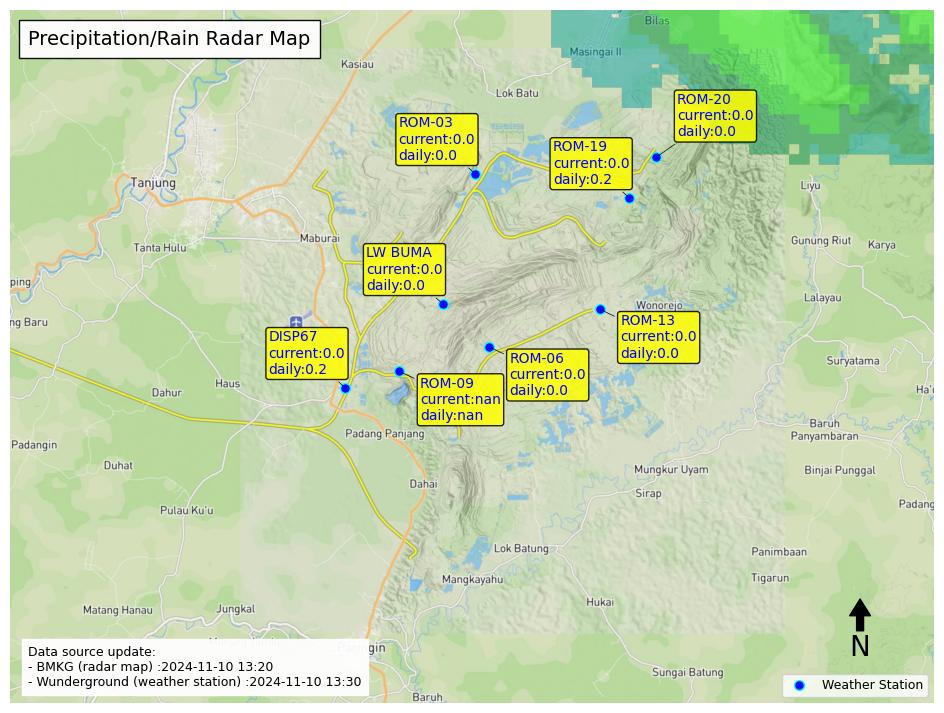 Precipitation/Rain Radar Map
Bilas
Masingai II
Kasiau
Lok Batu
ROM-20
current:0.0
daily:0.0
ROM-03
current:0.0
daily:0.0
ROM-19
current:0.0
daily:0.2
Tanjung
Liyu
Maburai
Tanta Hulu
Gunung Riut
Karya
LW BUMA
current:0.0
daily:0.0
ping
Lalayau
Wonorejo
ng Baru
ROM-13
current:0.0
daily:0.0
DISP67
current:0.0
daily:0.2
ROM-06
current:0.0
daily:0.0
Suryatama
Haus
Dahur
ROM-09
current:nan
daily:nan
Ha'
Baruh
Panyambaran
Padang Panjang
Padangin
Duhat
Mungkur Uyam
Binjai Punggal
Dahai
Sirap
Padang
Pulau Ku'u
Lok Batung
Panimbaan
Mangkayahu
Tigarun
Hukai
Matang Hanau
Jungkal
N
Data source update:
- BMKG (radar map) :2024-11-10 13:20
- Wunderground (weather station) :2024-11-10 13:30
Sungai Batung
Weather Station
Baruh